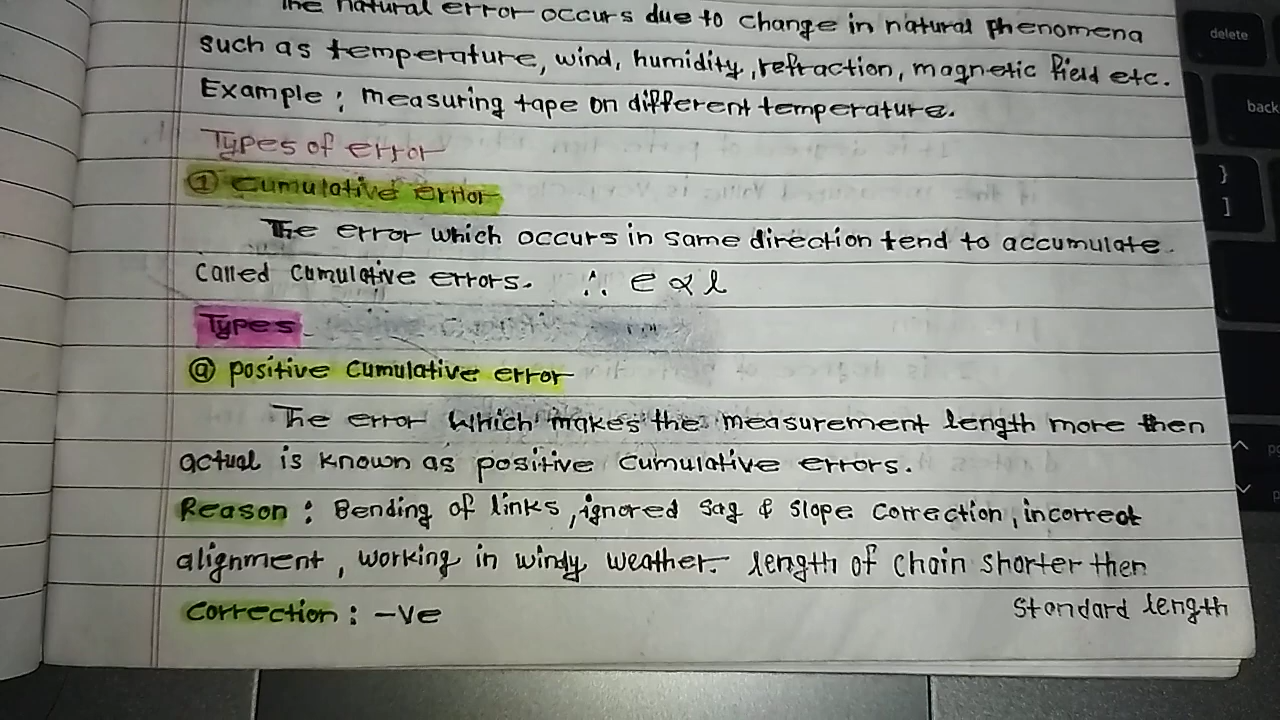 The natural error occurs due to change in natural phenomena
such as temperature, wind, humidity, refraction, magnetic field etc.
Example : measuring tape on different temperature.
Types of error
① Cumulative error
The error which occurs in same direction tend to accumulate
called cumulative errors. ∴ e ∝ l
Types
ⓐ positive cumulative error
The error which makes the measurement length more then
actual is known as positive cumulative errors.
Reason : Bending of links, ignored sag & slope correction, incorrect
alignment, working in windy weather. length of chain shorter then
standard length
correction : -ve
delete
back
}
]